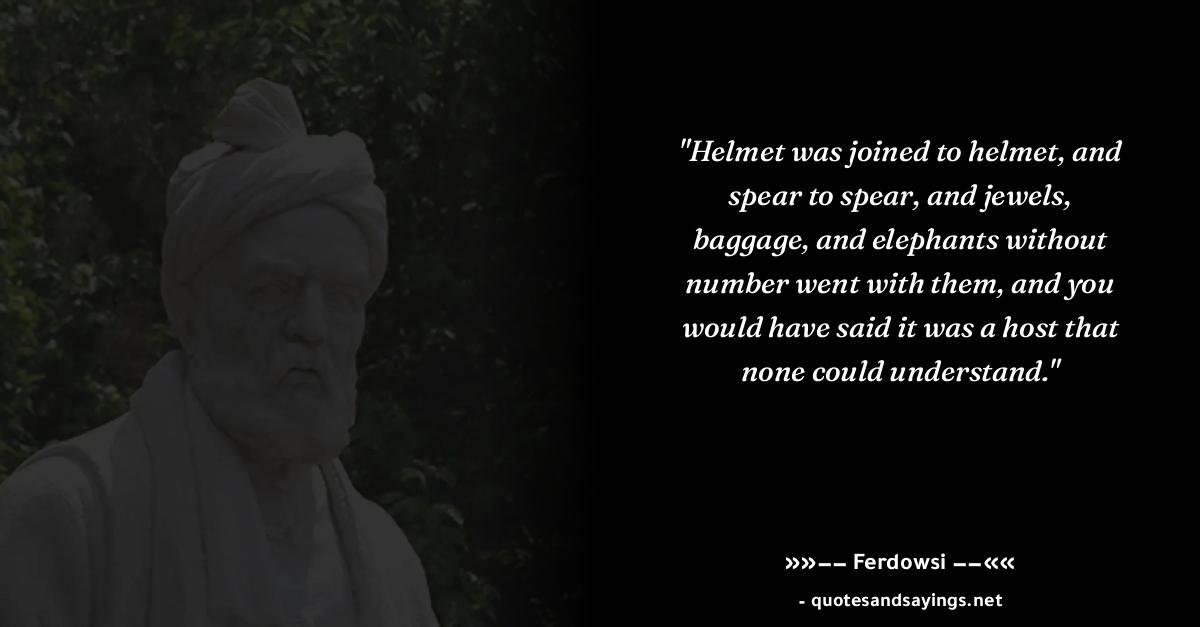 "Helmet was joined to helmet, and
spear to spear, and jewels,
baggage, and elephants without
number went with them, and you
would have said it was a host that
none could understand."
»»−− Ferdowsi −−««
- quotesandsayings.net